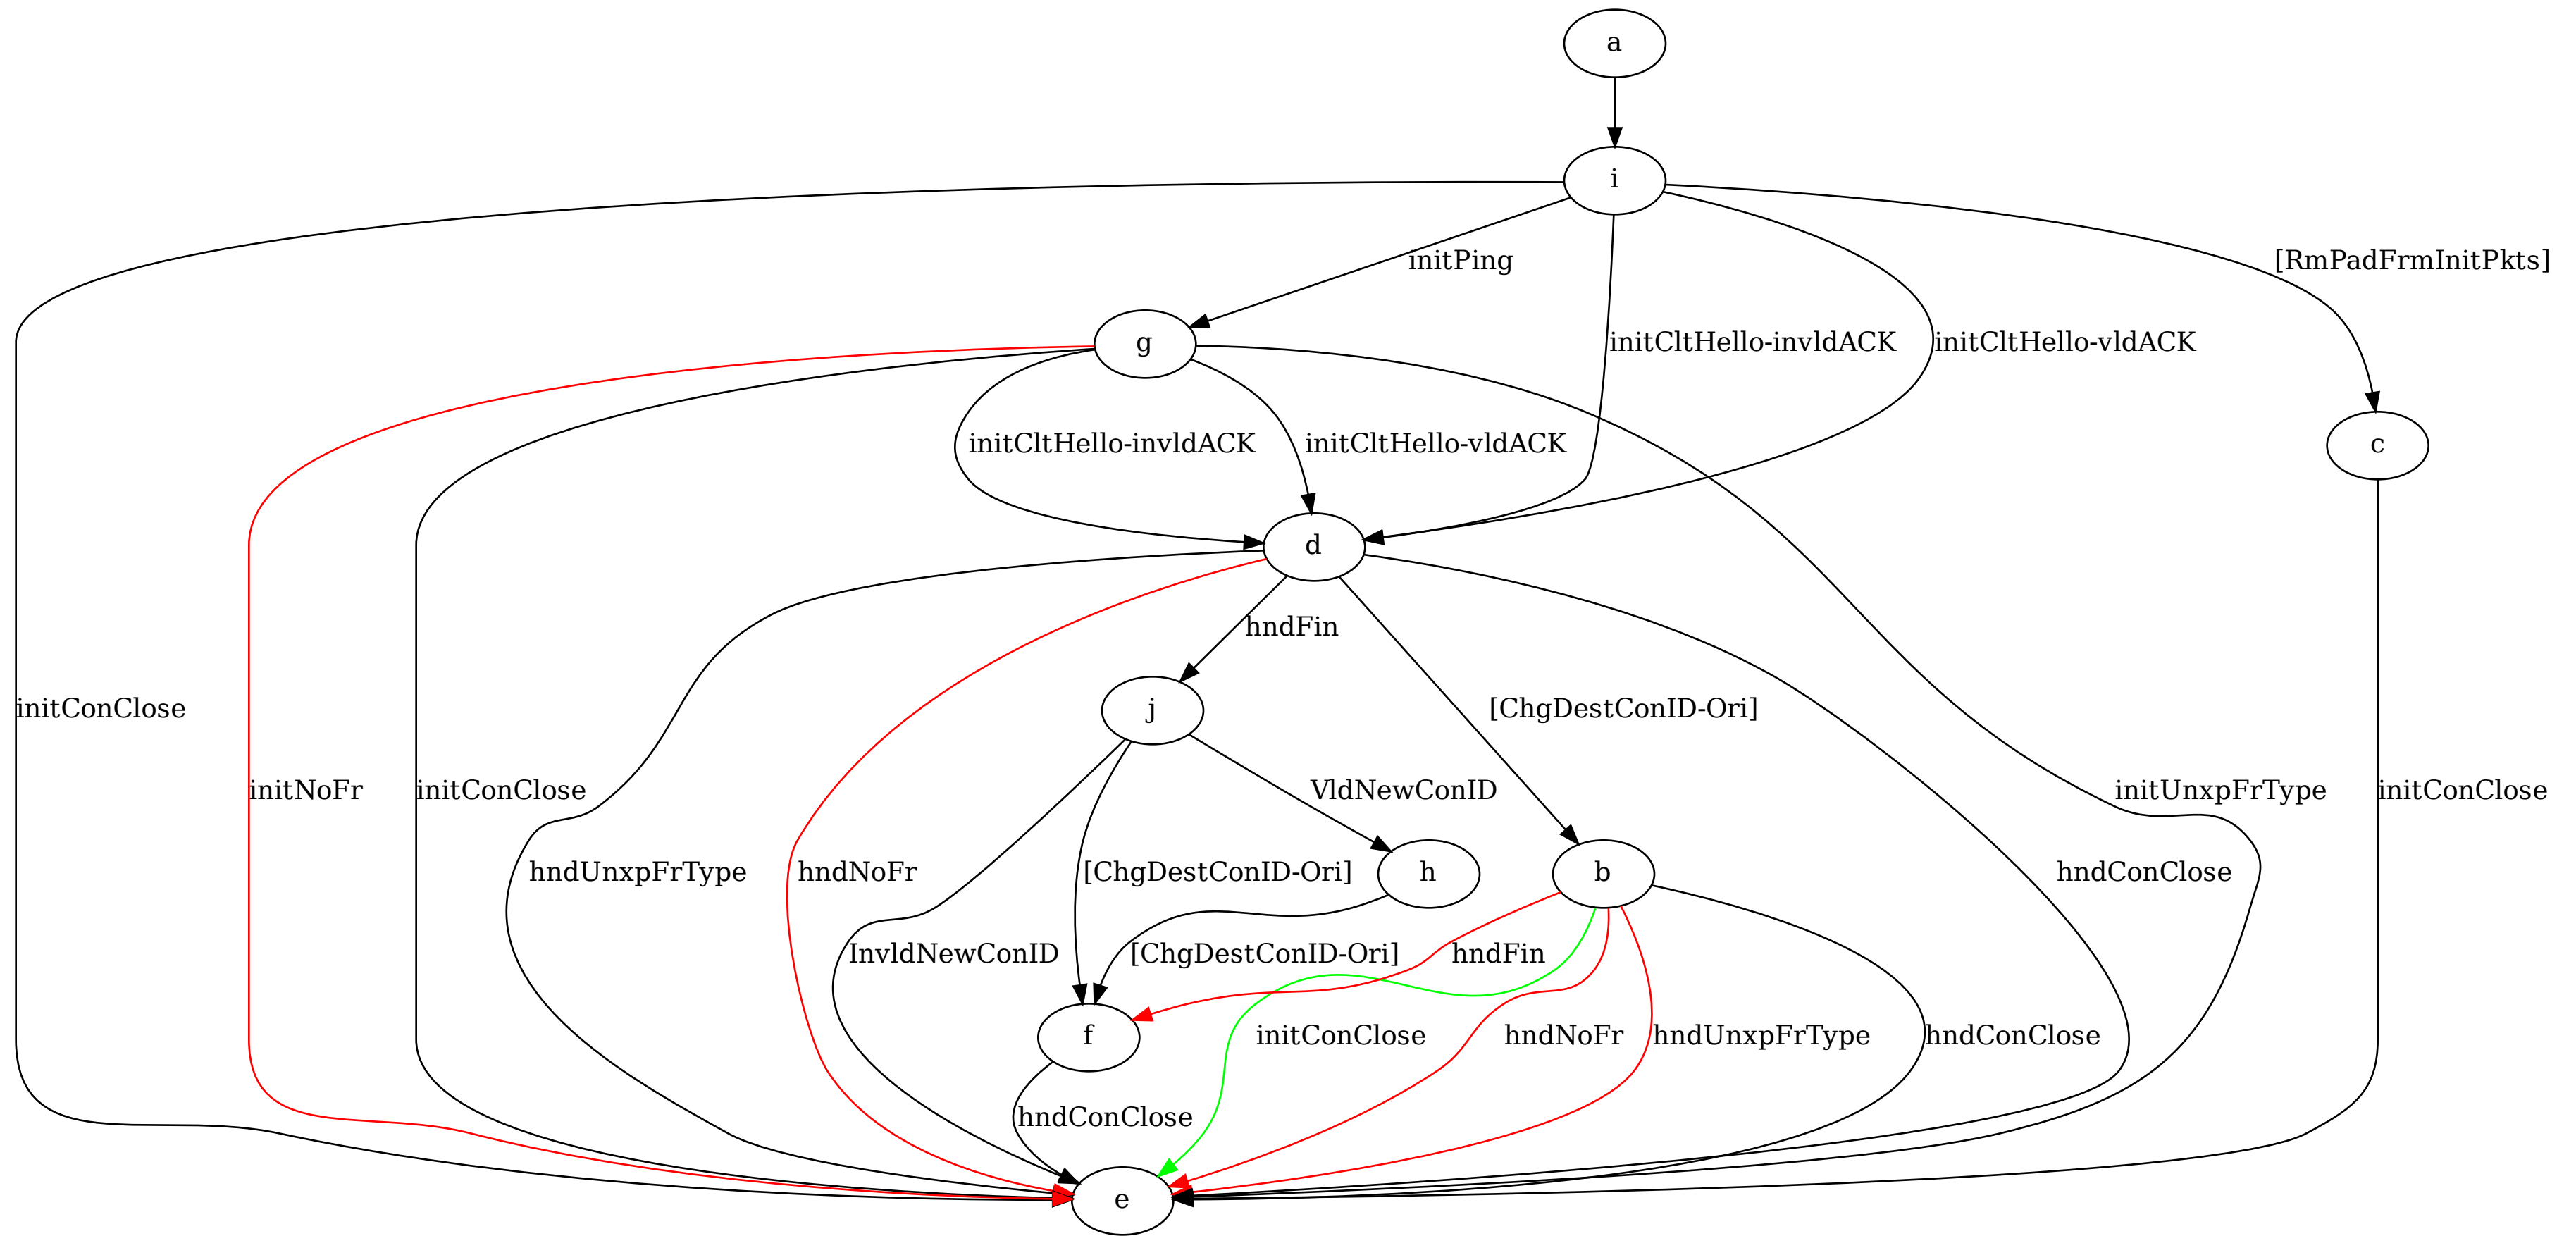 a
i
initPing
[RmPadFrmInitPkts]
g
initCltHello-invldACK
initCltHello-vldACK
initCltHello-invldACK
initCltHello-vldACK
c
d
hndFin
initConClose
j
[ChgDestConID-Ori]
initNoFr
initConClose
VldNewConID
initUnxpFrType
initConClose
hndUnxpFrType
hndNoFr
[ChgDestConID-Ori]
h
b
hndConClose
InvldNewConID
[ChgDestConID-Ori]
hndFin
f
initConClose
hndNoFr
hndUnxpFrType
hndConClose
hndConClose
e